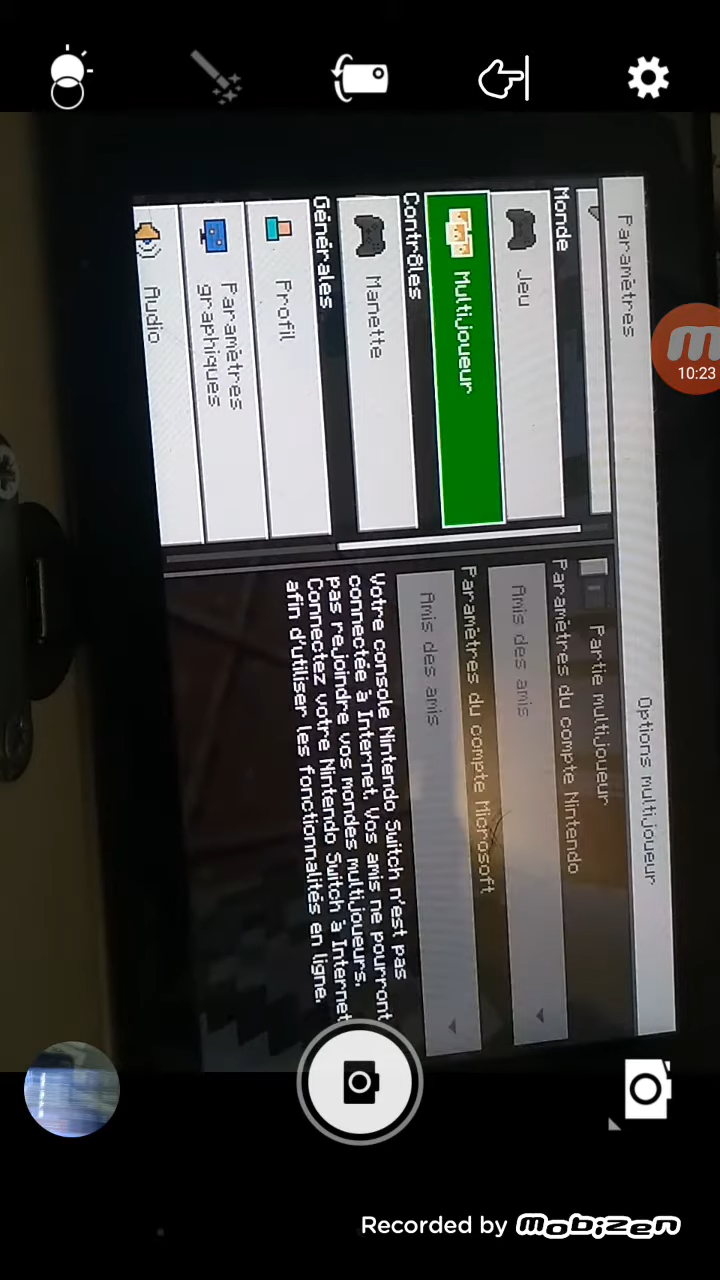 10:23
Paramètres
Options multijoueur
Monde
Jeu
Multijoueur
Contrôles
Manette
Générales
Profil
Paramètres
graphiques
Audio
Partie multijoueur
Paramètres du compte Nintendo
Amis des amis
Paramètres du compte Microsoft
Amis des amis
Votre console Nintendo Switch n'est pas
connectée à Internet. Vos amis ne pourront
pas rejoindre vos mondes multijoueurs.
Connectez votre Nintendo Switch à Internet
afin d'utiliser les fonctionnalités en ligne.
Recorded by mobizen